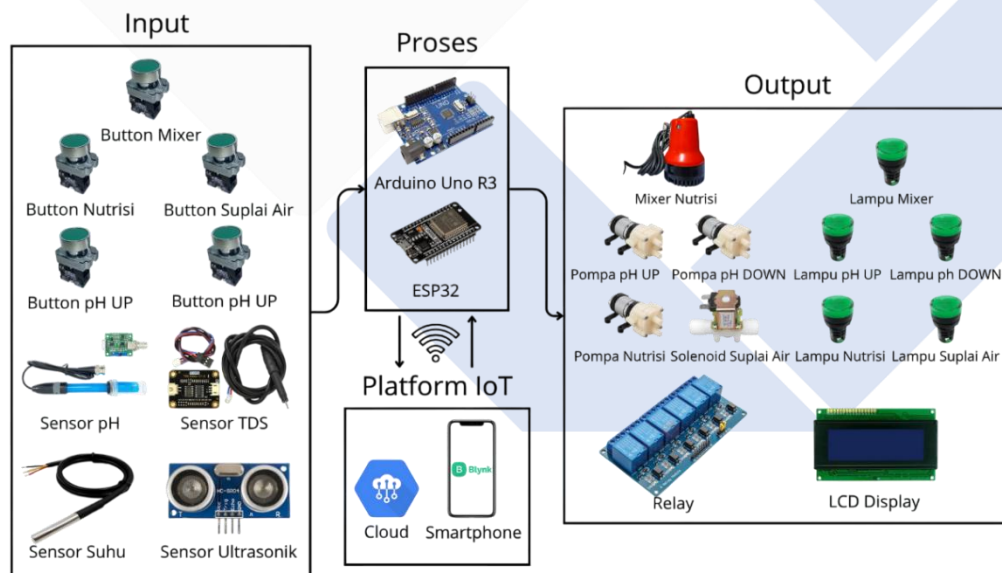 Input
Button Mixer
Button Nutrisi
Button Suplai Air
Button pH UP
Button pH UP
Sensor pH
Sensor TDS
HC-SR04
T
R
Sensor Suhu
Sensor Ultrasonik
Proses
UNO
Arduino Uno R3
ESP32
Platform IoT
B Blynk
Cloud
Smartphone
Output
Mixer Nutrisi
Lampu Mixer
Pompa pH UP
Pompa pH DOWN
Lampu pH UP
Lampu ph DOWN
Pompa Nutrisi
Solenoid Suplai Air
Lampu Nutrisi
Lampu Suplai Air
Relay
LCD Display